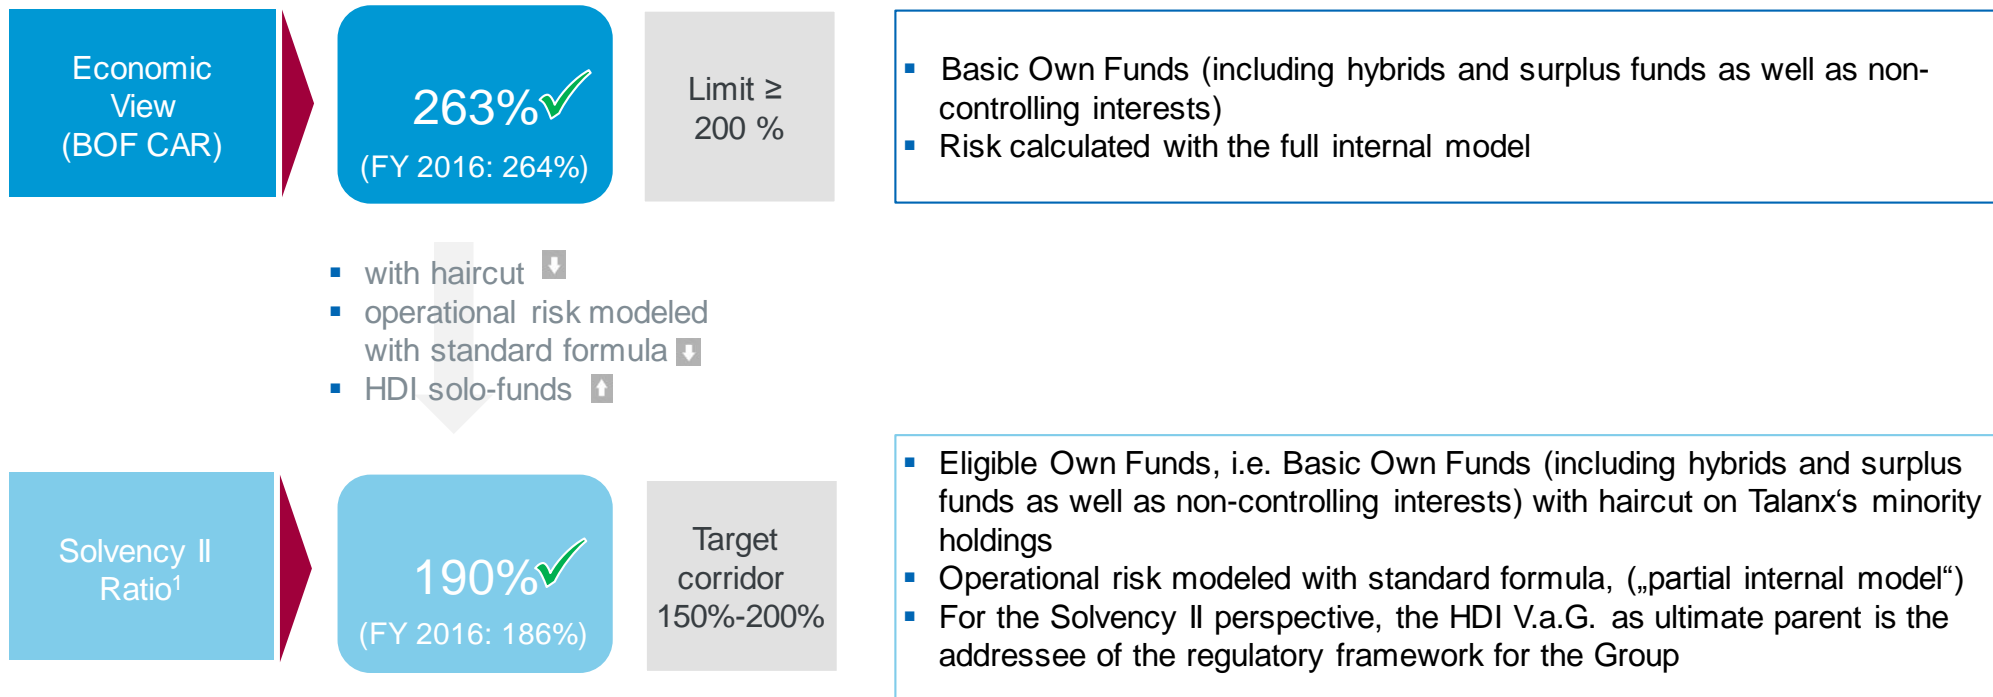 Economic
View
(BOF CAR)
263%
(FY 2016: 264%)
Limit ≥
200 %
▪ Basic Own Funds (including hybrids and surplus funds as well as non-
controlling interests)
▪ Risk calculated with the full internal model
▪ with haircut
▪ operational risk modeled
with standard formula
▪ HDI solo-funds
Solvency II
Ratio¹
190%
(FY 2016: 186%)
Target
corridor
150%-200%
▪ Eligible Own Funds, i.e. Basic Own Funds (including hybrids and surplus
funds as well as non-controlling interests) with haircut on Talanx‘s minority
holdings
▪ Operational risk modeled with standard formula, („partial internal model“)
▪ For the Solvency II perspective, the HDI V.a.G. as ultimate parent is the
addressee of the regulatory framework for the Group